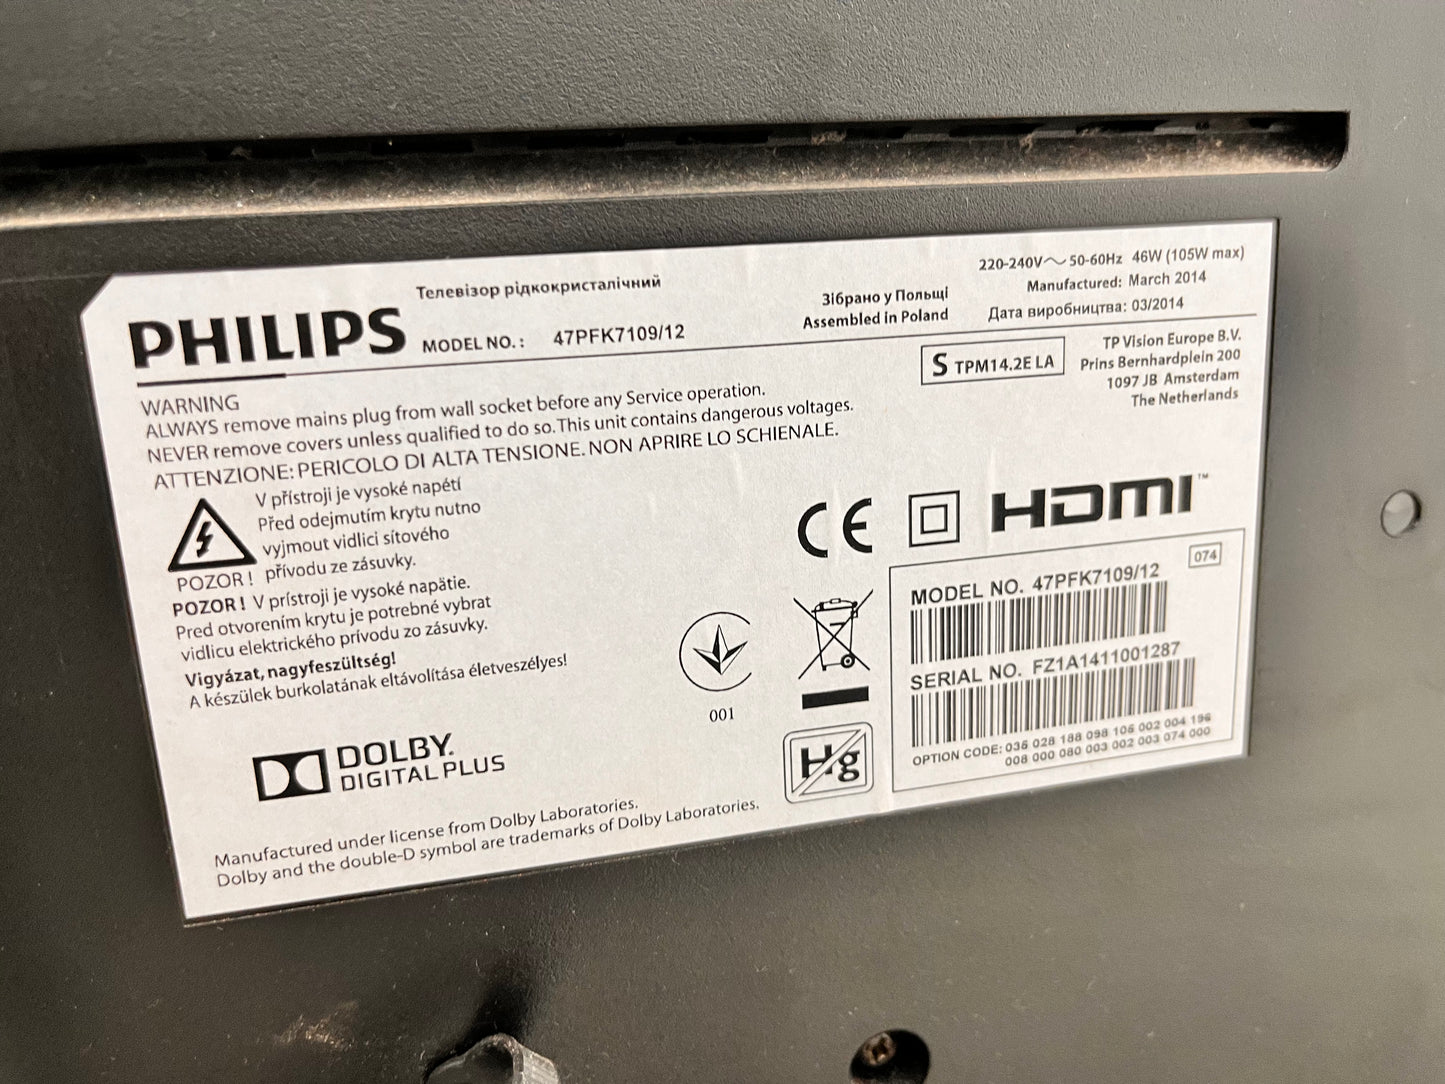 Телевізор рідкокристалічний
PHILIPS
MODEL NO.: 47PFK7109/12
Зібрано у Польщі
Assembled in Poland
220-240V～ 50-60Hz 46W (105W max)
Manufactured: March 2014
Дата виробництва: 03/2014
S TPM14.2E LA
TP Vision Europe B.V.
Prins Bernhardplein 200
1097 JB Amsterdam
The Netherlands
WARNING
ALWAYS remove mains plug from wall socket before any Service operation.
NEVER remove covers unless qualified to do so.This unit contains dangerous voltages.
ATTENZIONE: PERICOLO DI ALTA TENSIONE. NON APRIRE LO SCHIENALE.
V přístroji je vysoké napětí
Před odejmutím krytu nutno
vyjmout vidlici síťového
POZOR! přívodu ze zásuvky.
POZOR! V prístroji je vysoké napätie.
Pred otvorením krytu je potrebné vybrat
vidlicu elektrického prívodu zo zásuvky.
Vigyázat, nagyfeszültség!
A készülek burkolatának eltávolítása életveszélyes!
CE
HDMI™
001
Hg
DOLBY.
DIGITAL PLUS
Manufactured under license from Dolby Laboratories.
Dolby and the double-D symbol are trademarks of Dolby Laboratories.
074
MODEL NO. 47PFK7109/12
SERIAL NO. FZ1A1411001287
OPTION CODE: 036 028 188 098 106 002 004 196
008 000 080 003 002 003 074 000